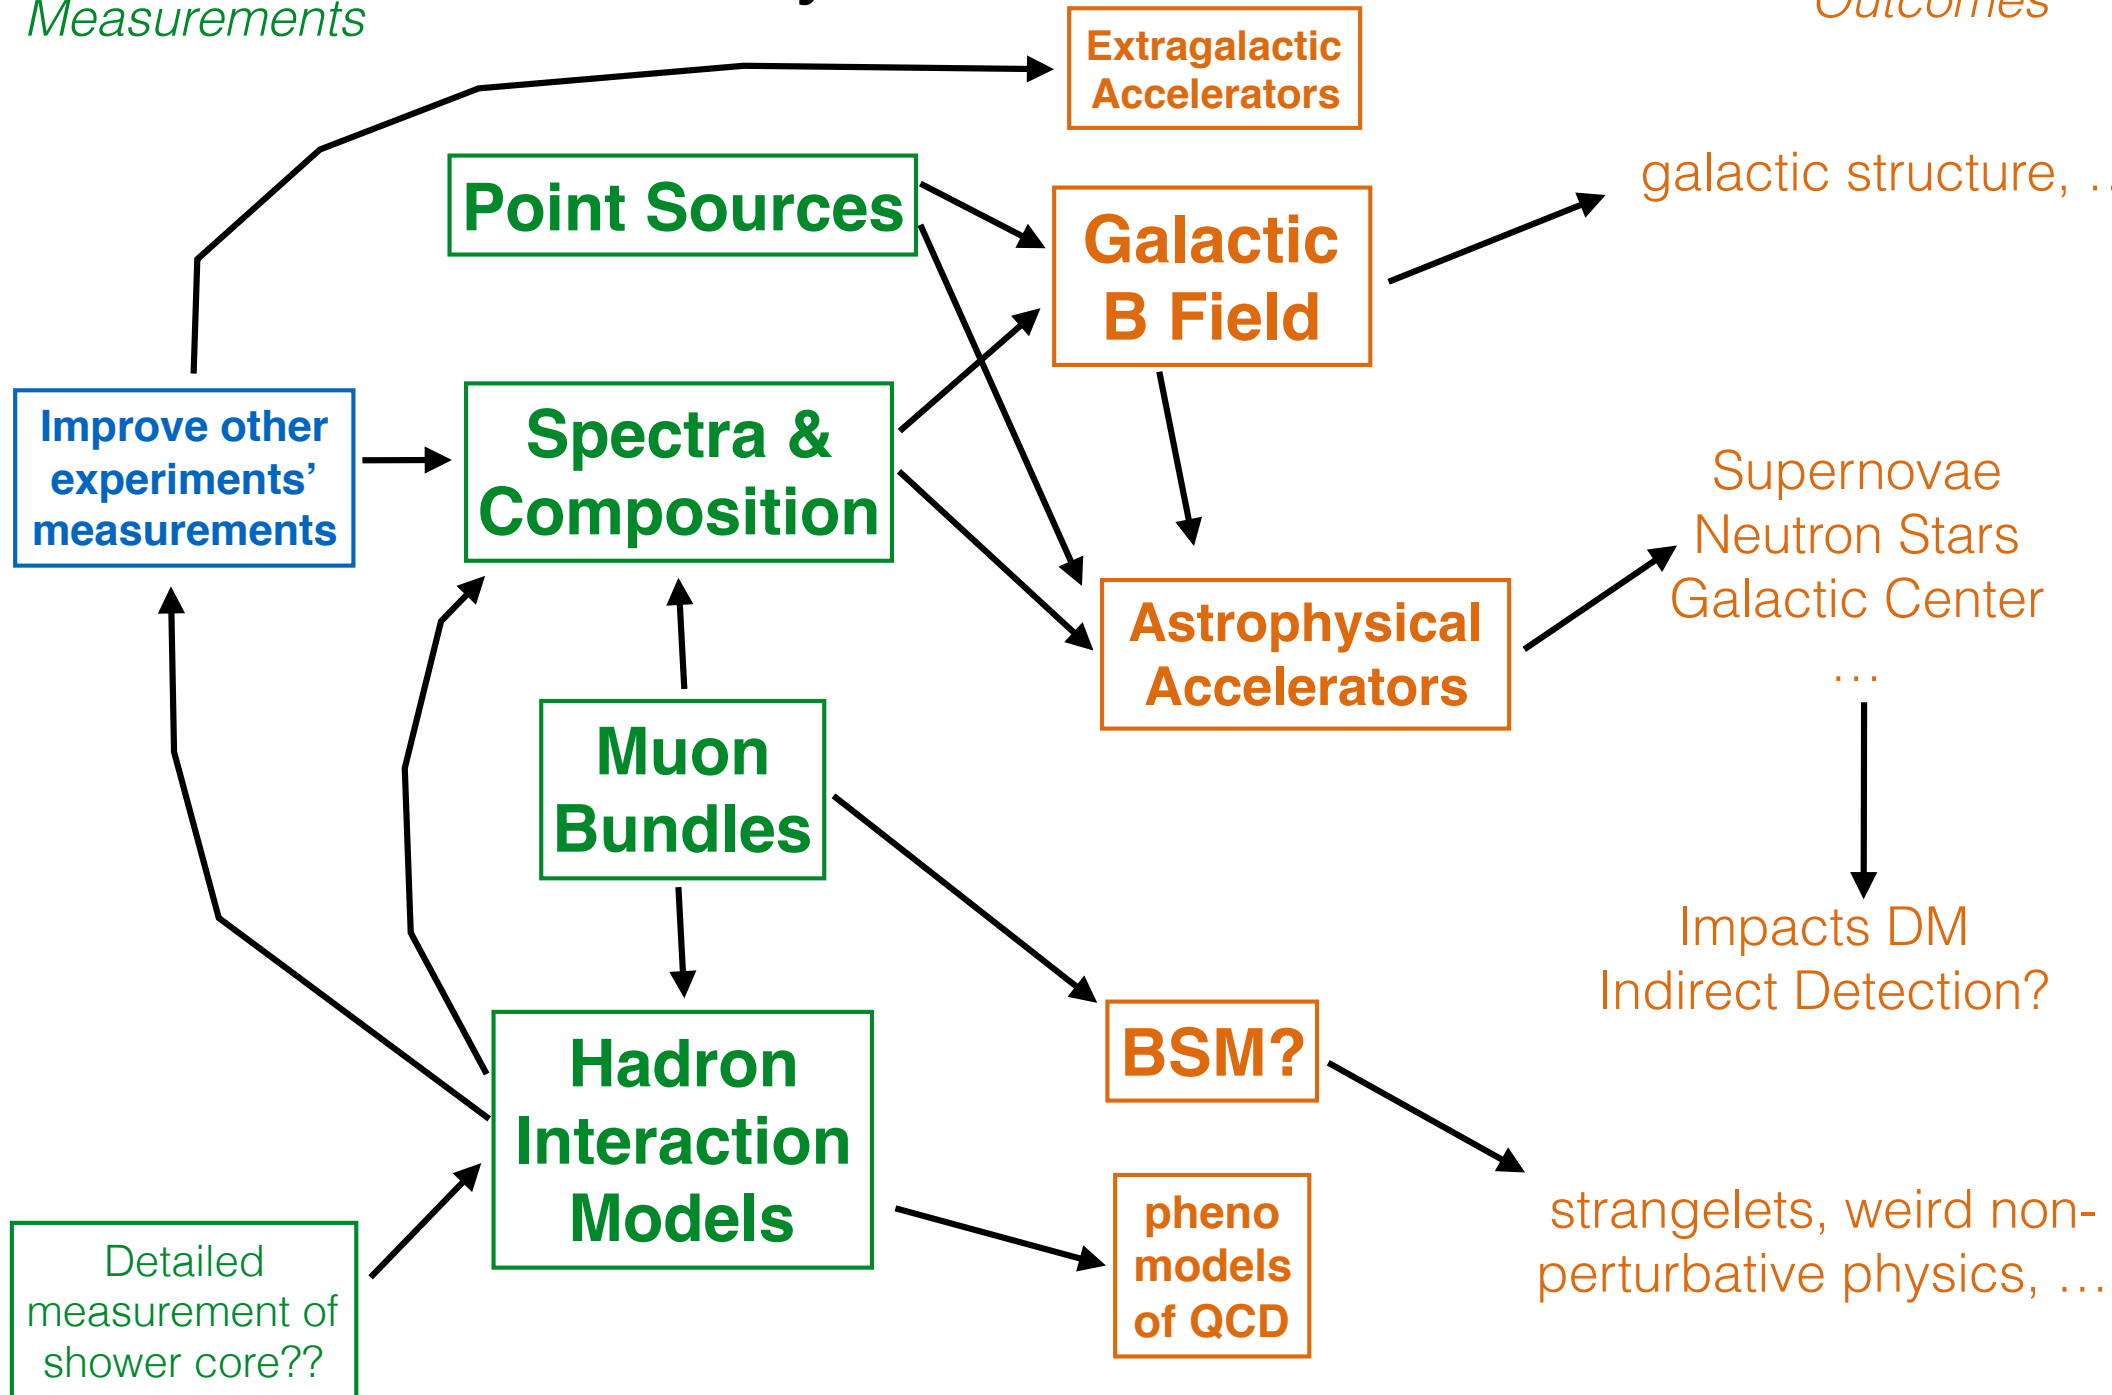 Measurements
Outcomes
Extragalactic
Accelerators
Point Sources
galactic structure, ..
Galactic
B Field
Improve other
experiments’
measurements
Spectra &
Composition
Supernovae
Neutron Stars
Galactic Center
…
Astrophysical
Accelerators
Muon
Bundles
Impacts DM
Indirect Detection?
BSM?
Hadron
Interaction
Models
pheno
models
of QCD
strangelets, weird non-
perturbative physics, …
Detailed
measurement of
shower core??